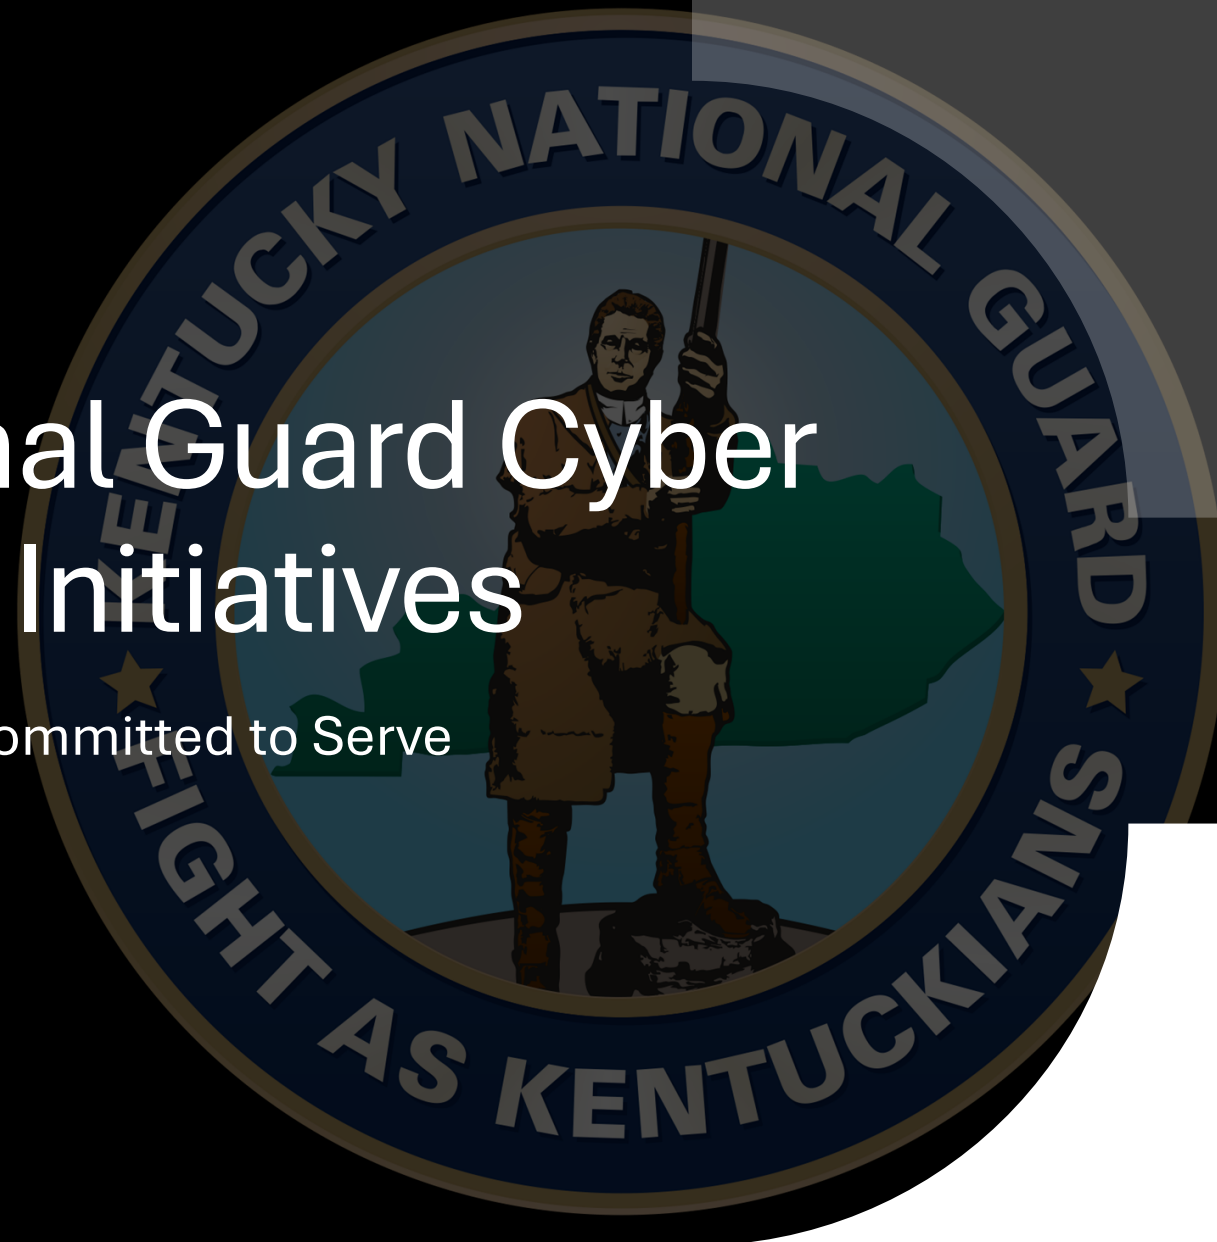 KENTUCKY NATIONAL GUARD
nal Guard Cyber
Initiatives
ommitted to Serve
FIGHT AS KENTUCKIANS